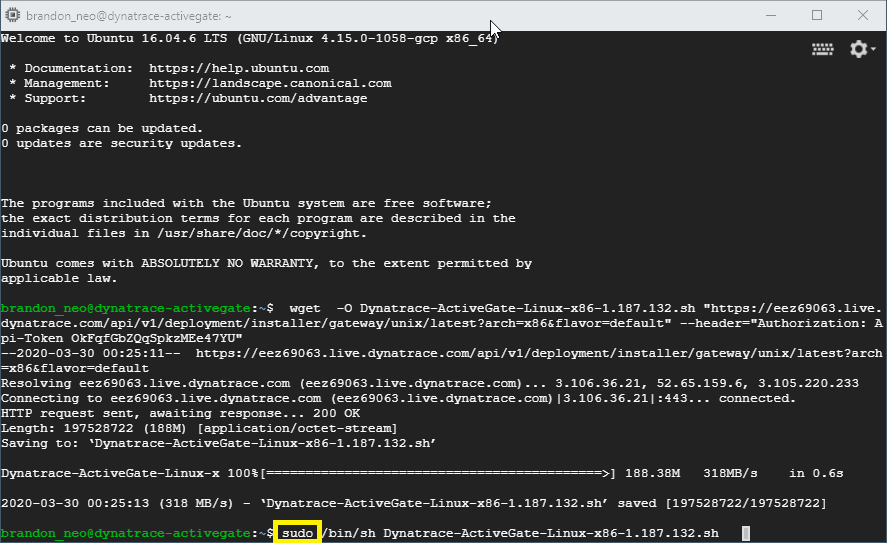 brandon_neo@dynatrace-activegate: ~
Welcome to Ubuntu 16.04.6 LTS (GNU/Linux 4.15.0-1058-gcp x86_64)
* Documentation:  https://help.ubuntu.com
* Management:     https://landscape.canonical.com
* Support:        https://ubuntu.com/advantage
0 packages can be updated.
0 updates are security updates.
The programs included with the Ubuntu system are free software;
the exact distribution terms for each program are described in the
individual files in /usr/share/doc/*/copyright.
Ubuntu comes with ABSOLUTELY NO WARRANTY, to the extent permitted by
applicable law.
brandon_neo@dynatrace-activegate:~$  wget  -O Dynatrace-ActiveGate-Linux-x86-1.187.132.sh "https://eez69063.live.
dynatrace.com/api/v1/deployment/installer/gateway/unix/latest?arch=x86&flavor=default" --header="Authorization: A
pi-Token OkFqfGbZQqSpkzMEe47YU"
--2020-03-30 00:25:11--  https://eez69063.live.dynatrace.com/api/v1/deployment/installer/gateway/unix/latest?arch
=x86&flavor=default
Resolving eez69063.live.dynatrace.com (eez69063.live.dynatrace.com)... 3.106.36.21, 52.65.159.6, 3.105.220.233
Connecting to eez69063.live.dynatrace.com (eez69063.live.dynatrace.com)|3.106.36.21|:443... connected.
HTTP request sent, awaiting response... 200 OK
Length: 197528722 (188M) [application/octet-stream]
Saving to: ‘Dynatrace-ActiveGate-Linux-x86-1.187.132.sh’
Dynatrace-ActiveGate-Linux-x 100%[===========================================>] 188.38M   318MB/s    in 0.6s
2020-03-30 00:25:13 (318 MB/s) - ‘Dynatrace-ActiveGate-Linux-x86-1.187.132.sh’ saved [197528722/197528722]
brandon_neo@dynatrace-activegate:~$ sudo /bin/sh Dynatrace-ActiveGate-Linux-x86-1.187.132.sh